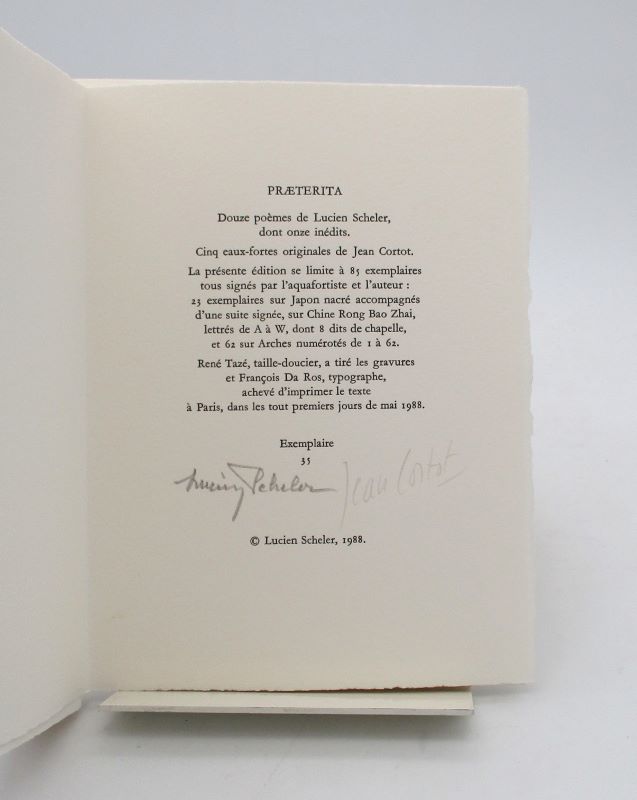 PRÆTERITA
Douze poèmes de Lucien Scheler,
dont onze inédits.
Cinq eaux-fortes originales de Jean Cortot.
La présente édition se limite à 85 exemplaires
tous signés par l'aquafortiste et l'auteur :
23 exemplaires sur Japon nacré accompagnés
d'une suite signée, sur Chine Rong Bao Zhai,
lettrés de A à W, dont 8 dits de chapelle,
et 62 sur Arches numérotés de 1 à 62.
René Tazé, taille-doucier, a tiré les gravures
et François Da Ros, typographe,
achevé d'imprimer le texte
à Paris, dans les tout premiers jours de mai 1988.
Exemplaire
35
Lucien Scheler Jean Cortot
© Lucien Scheler, 1988.